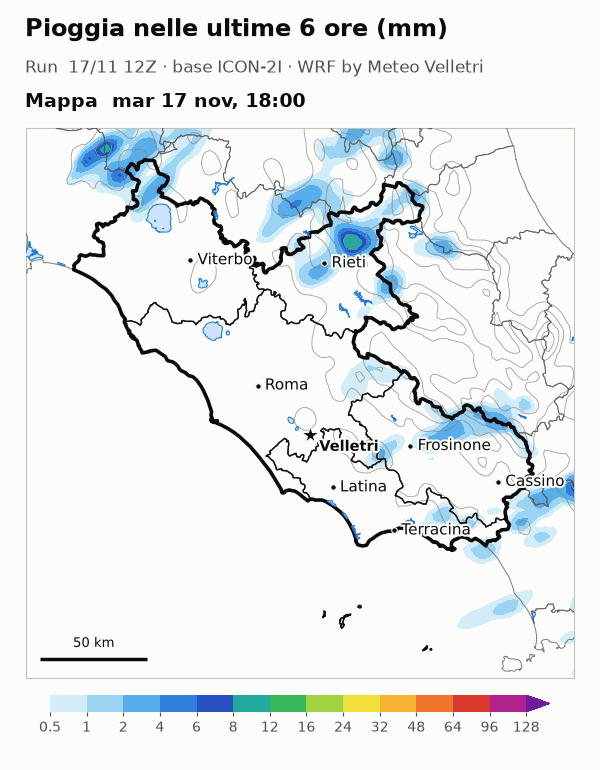 Pioggia nelle ultime 6 ore (mm)
Run  17/11 12Z · base ICON-2I · WRF by Meteo Velletri
Mappa  mar 17 nov, 18:00
Viterbo
Rieti
Roma
Velletri
Frosinone
Cassino
Latina
Terracina
50 km
0.5 1 2 4 6 8 12 16 24 32 48 64 96 128